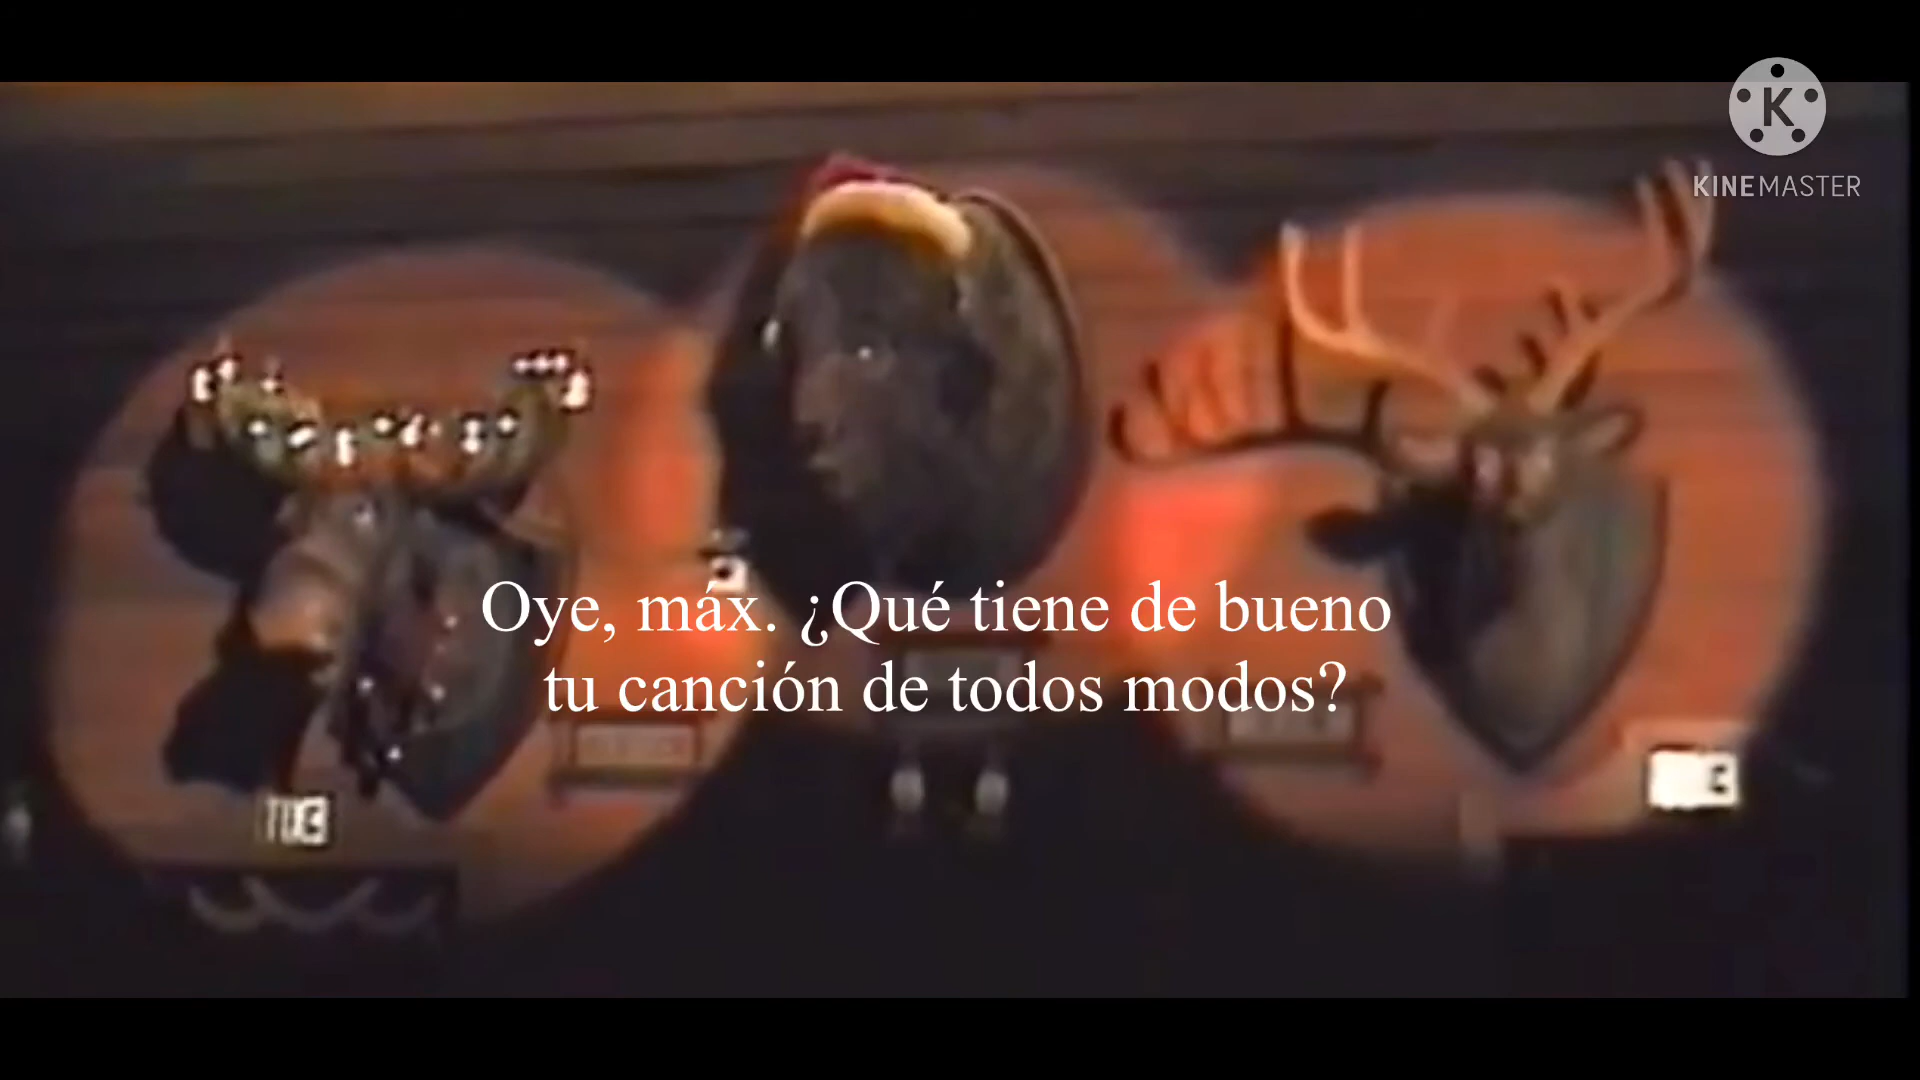 K
KINEMASTER
Oye, máx. ¿Qué tiene de bueno
tu canción de todos modos?